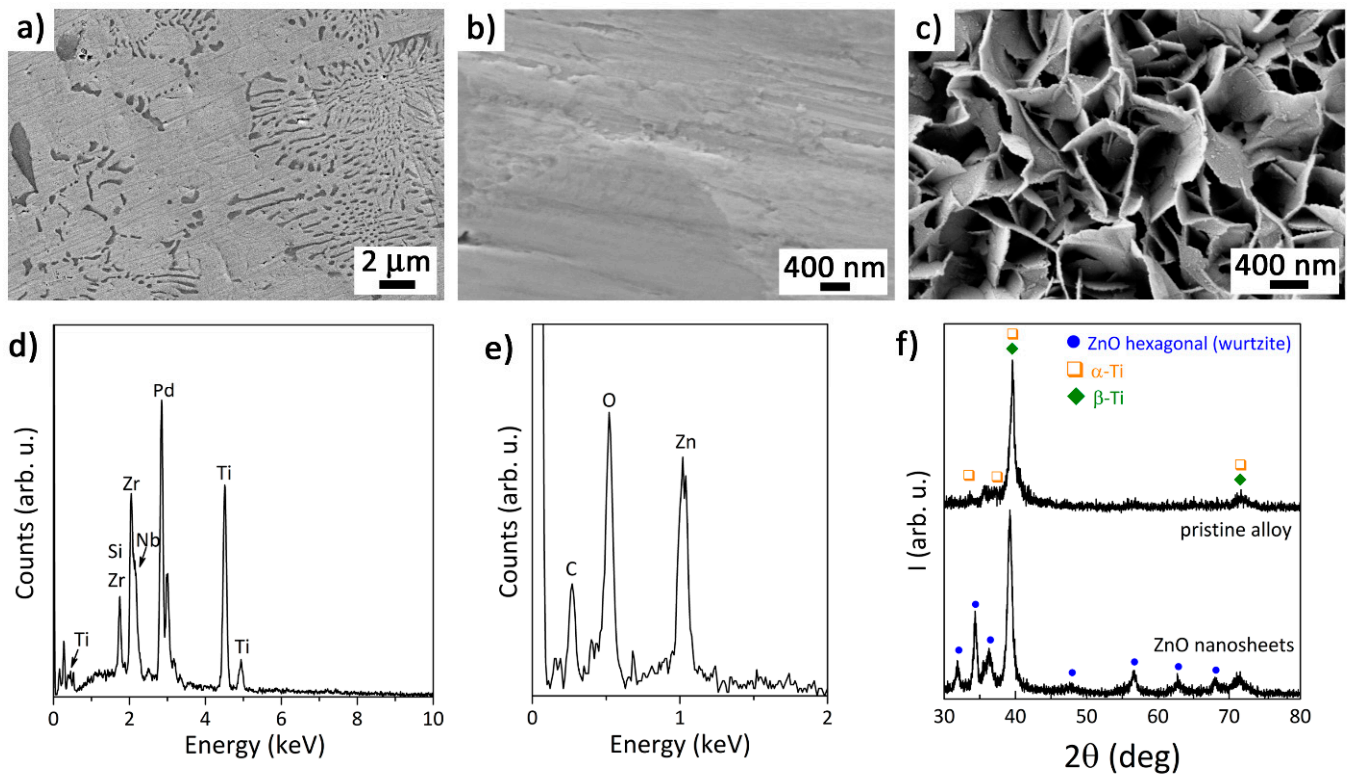 a)
2 μm
b)
400 nm
c)
400 nm
d)
Counts (arb. u.)
Ti
Zr
Si
Zr
Nb
Pd
Ti
Ti
0 2 4 6 8 10
Energy (keV)
e)
Counts (arb. u.)
C
O
Zn
0 1 2
Energy (keV)
f)
I (arb. u.)
ZnO hexagonal (wurtzite)
α-Ti
β-Ti
pristine alloy
ZnO nanosheets
30 40 50 60 70 80
2θ (deg)